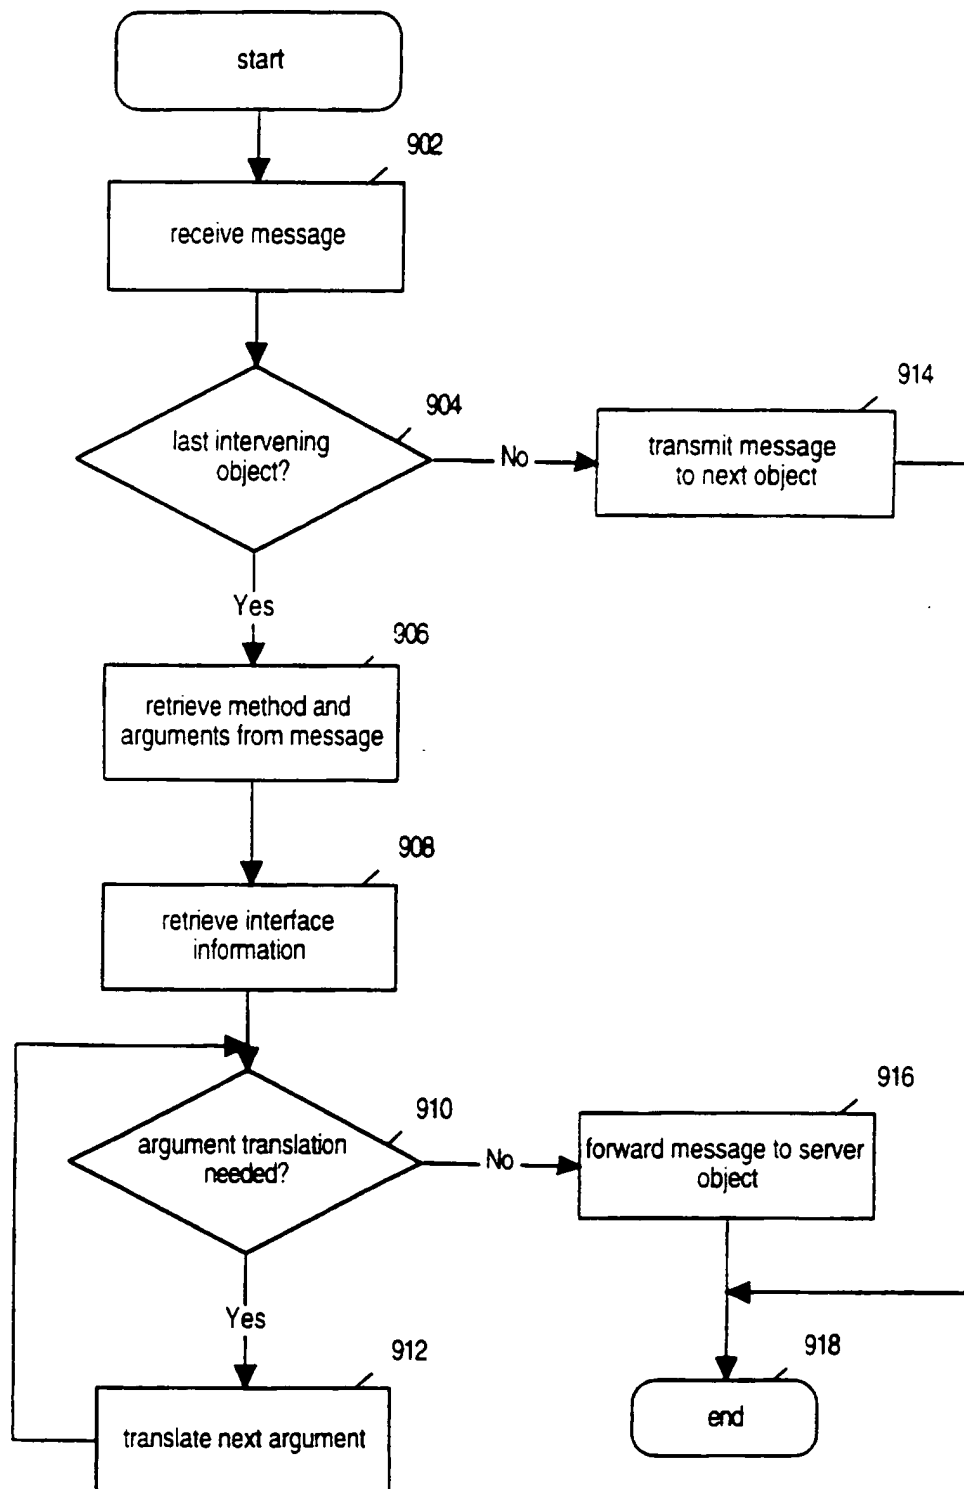 start
902
receive message
904
last intervening
object?
No
914
transmit message
to next object
Yes
906
retrieve method and
arguments from message
908
retrieve interface
information
910
argument translation
needed?
No
916
forward message to server
object
Yes
912
translate next argument
918
end